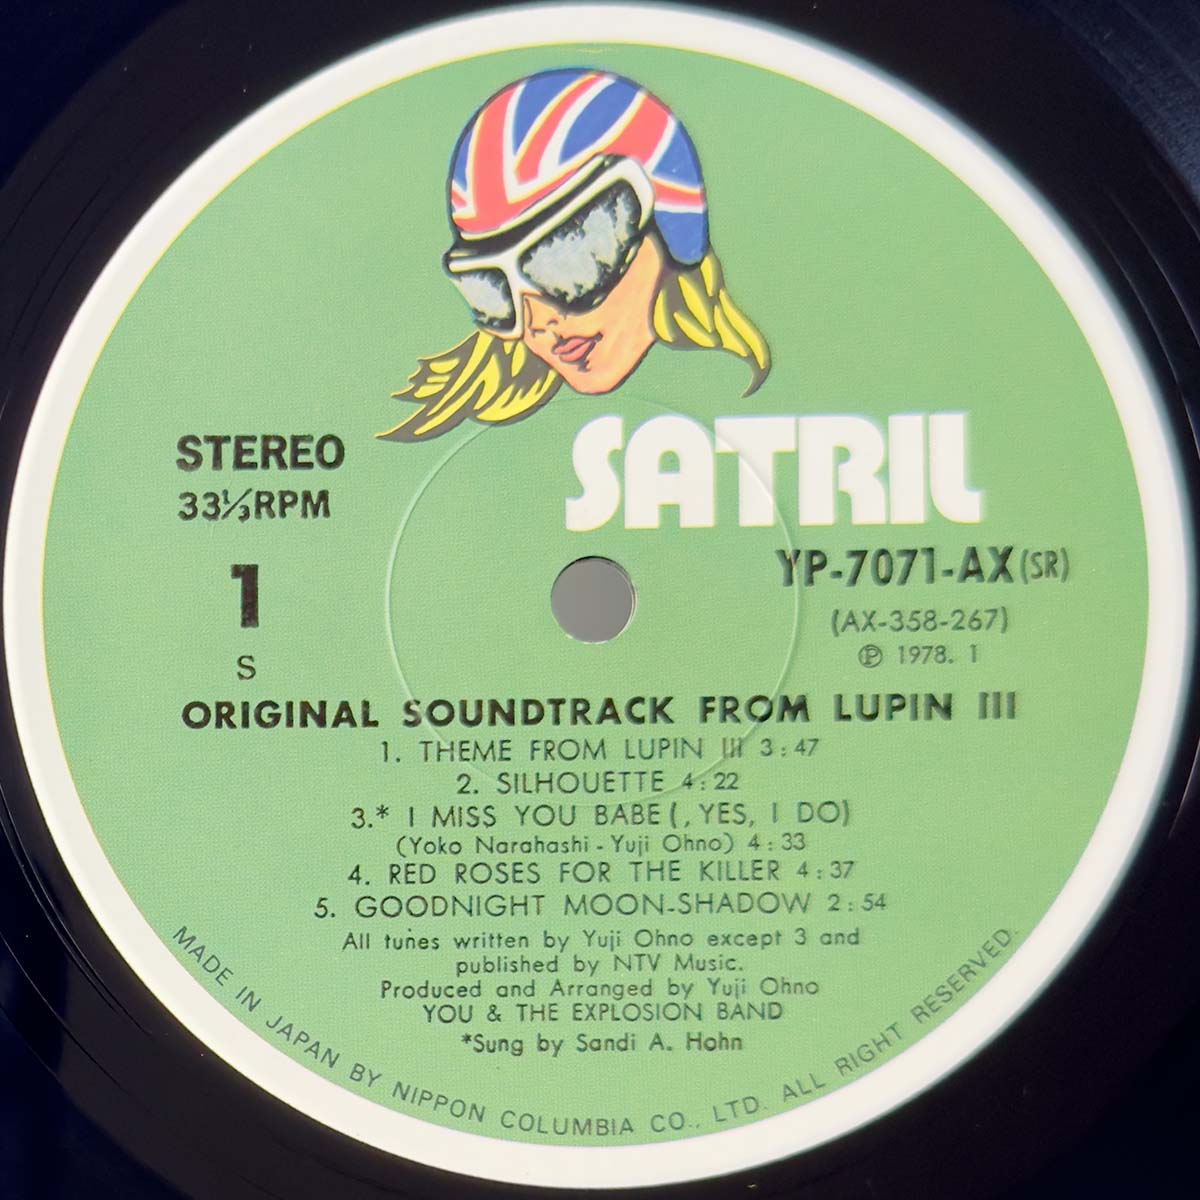 SATRIL
STEREO
33⅓RPM
1
S
YP-7071-AX(SR)
(AX-358-267)
Ⓟ 1978. 1
ORIGINAL SOUNDTRACK FROM LUPIN III
1. THEME FROM LUPIN III 3:47
2. SILHOUETTE 4:22
3.* I MISS YOU BABE (, YES, I DO)
(Yoko Narahashi - Yuji Ohno) 4:33
4. RED ROSES FOR THE KILLER 4:37
5. GOODNIGHT MOON-SHADOW 2:54
All tunes written by Yuji Ohno except 3 and
published by NTV Music.
Produced and Arranged by Yuji Ohno
YOU & THE EXPLOSION BAND
*Sung by Sandi A. Hohn
MADE IN JAPAN BY NIPPON COLUMBIA CO., LTD. ALL RIGHT RESERVED.